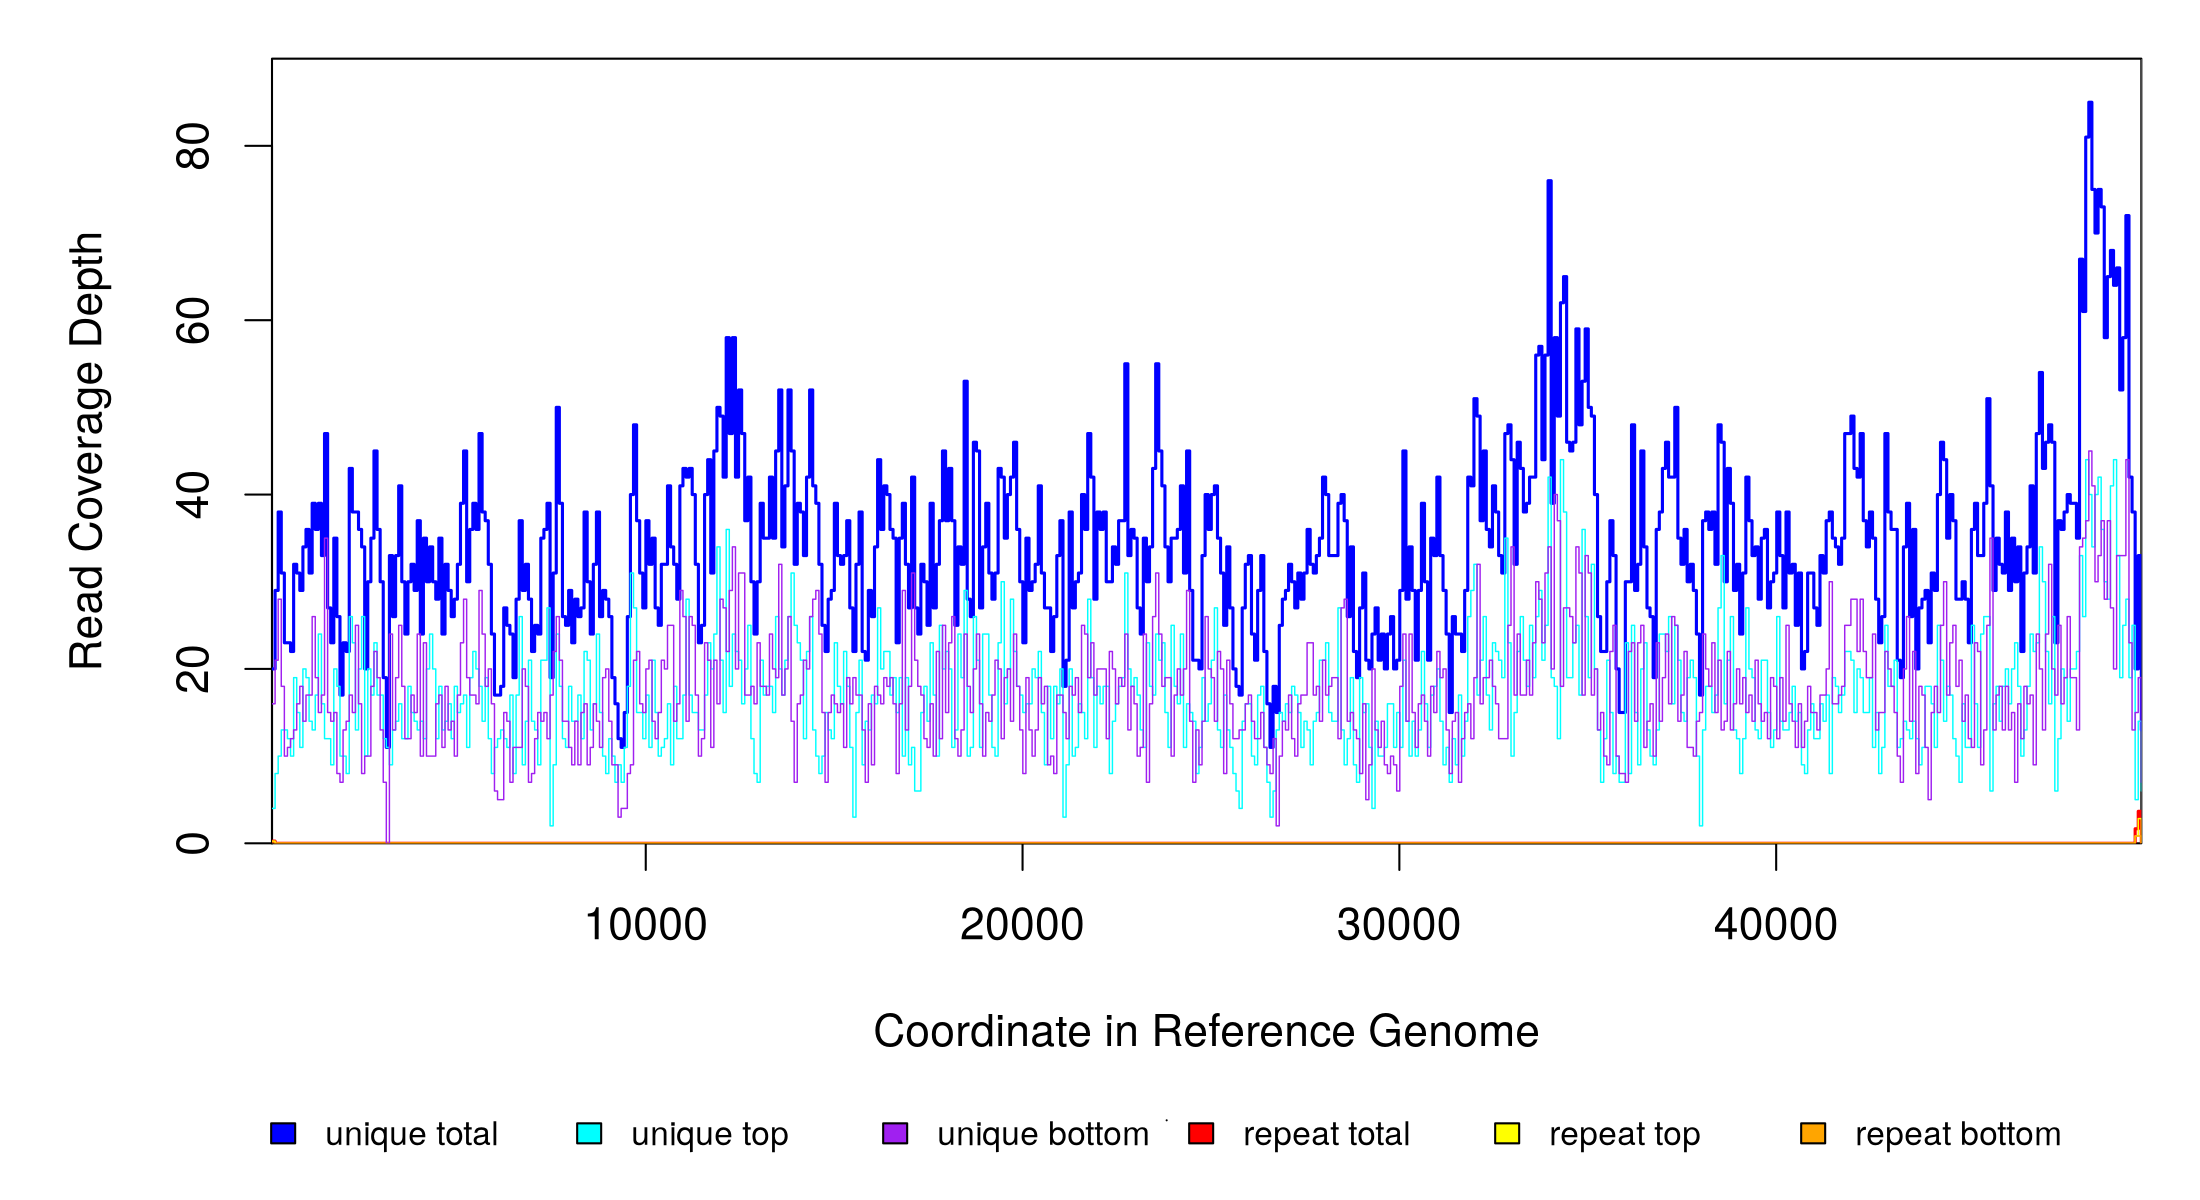 80
60
40
20
0
Read Coverage Depth
10000 20000 30000 40000
Coordinate in Reference Genome
unique total unique top unique bottom repeat total repeat top repeat bottom